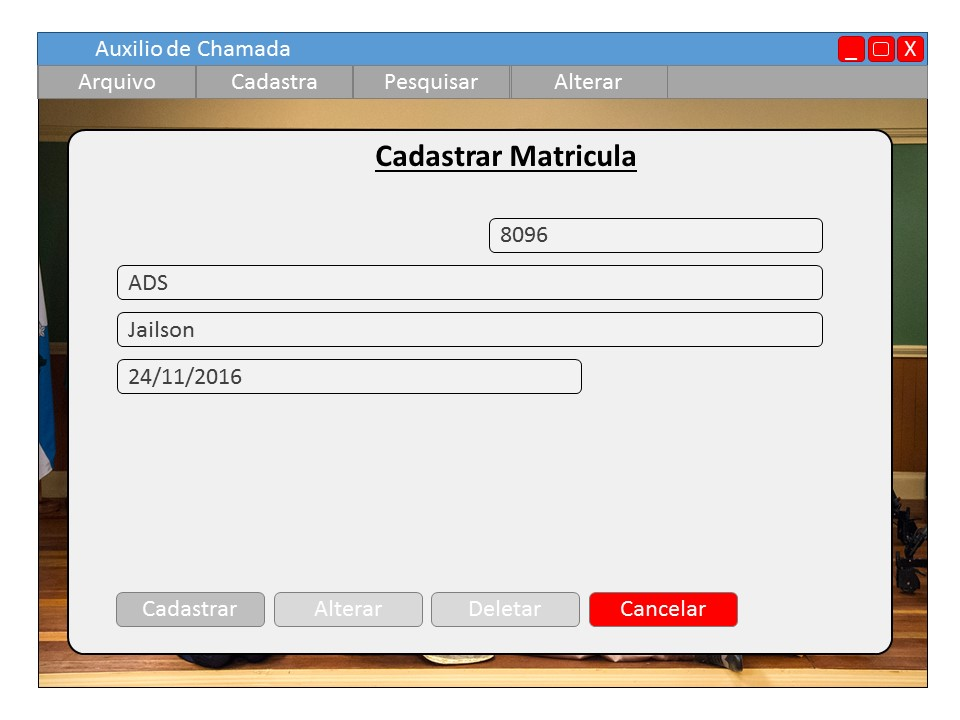 Auxilio de Chamada _ X
Arquivo Cadastra Pesquisar Alterar
Cadastrar Matricula
8096
ADS
Jailson
24/11/2016
Cadastrar Alterar Deletar Cancelar